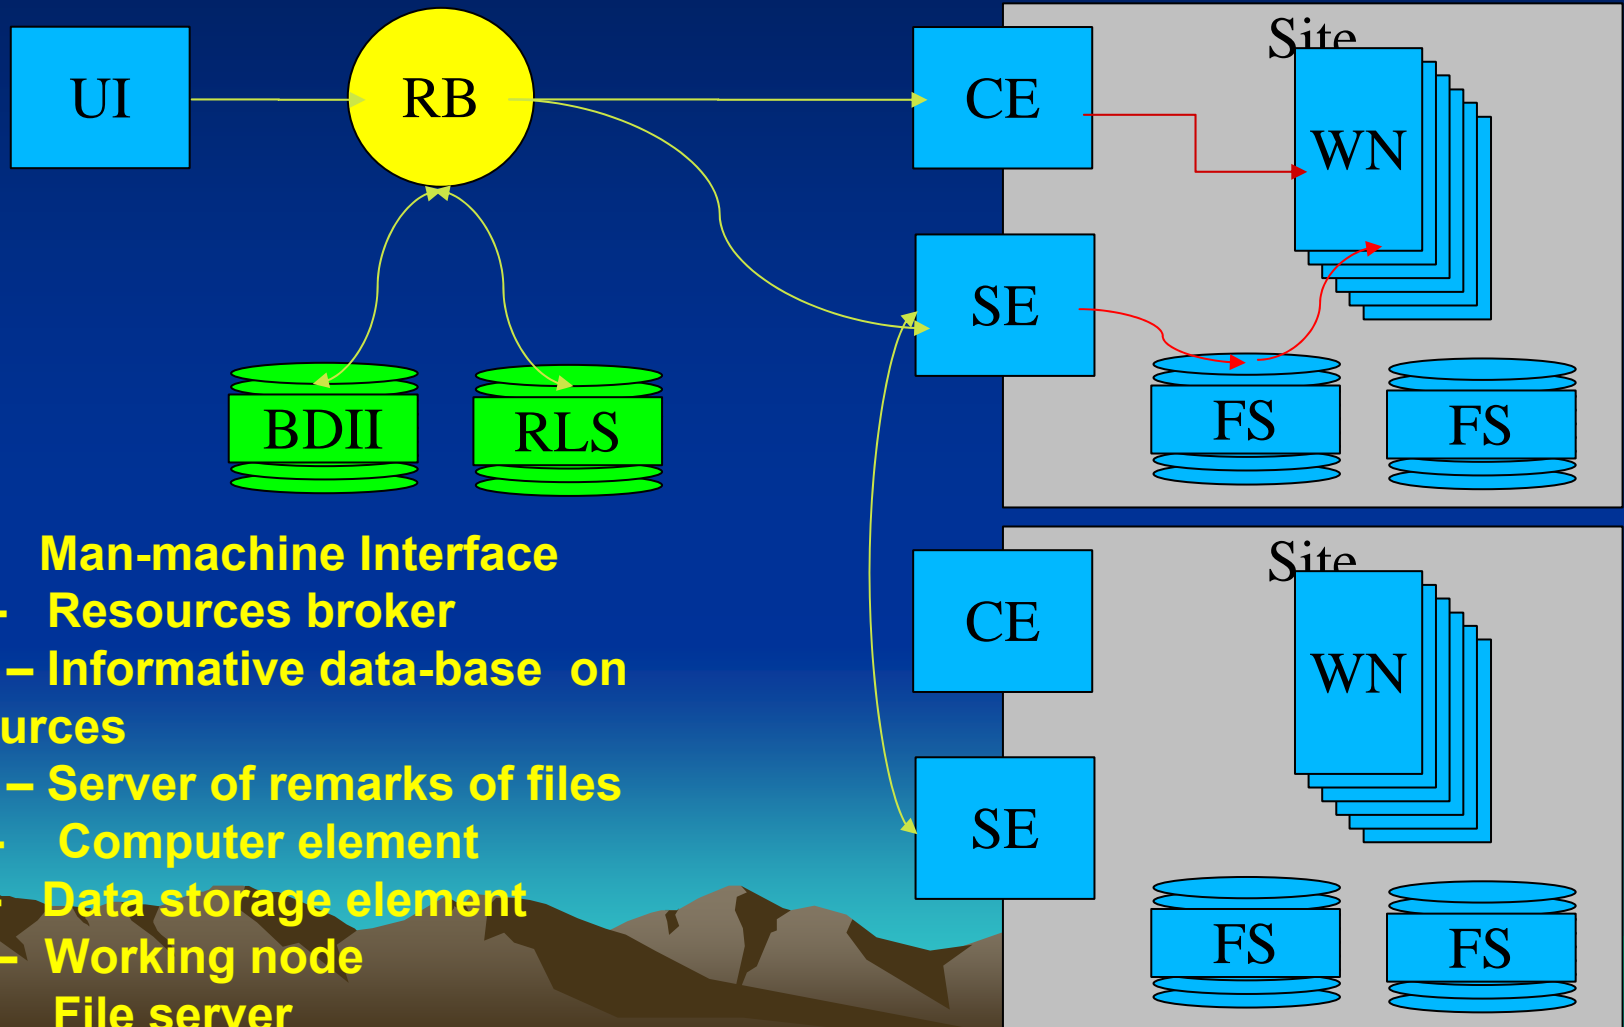 UI
RB
CE
Site
WN
SE
FS
FS
BDII
RLS
Man-machine Interface
- Resources broker
– Informative data-base on
urces
– Server of remarks of files
- Computer element
- Data storage element
– Working node
File server
CE
Site
WN
SE
FS
FS